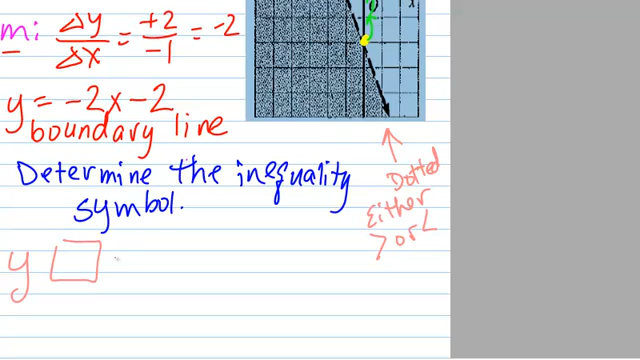 m: Δy/Δx = +2/-1 = -2
y = -2x - 2
boundary line
Determine the inequality
symbol.
y
x
Dotted
Either
> or <